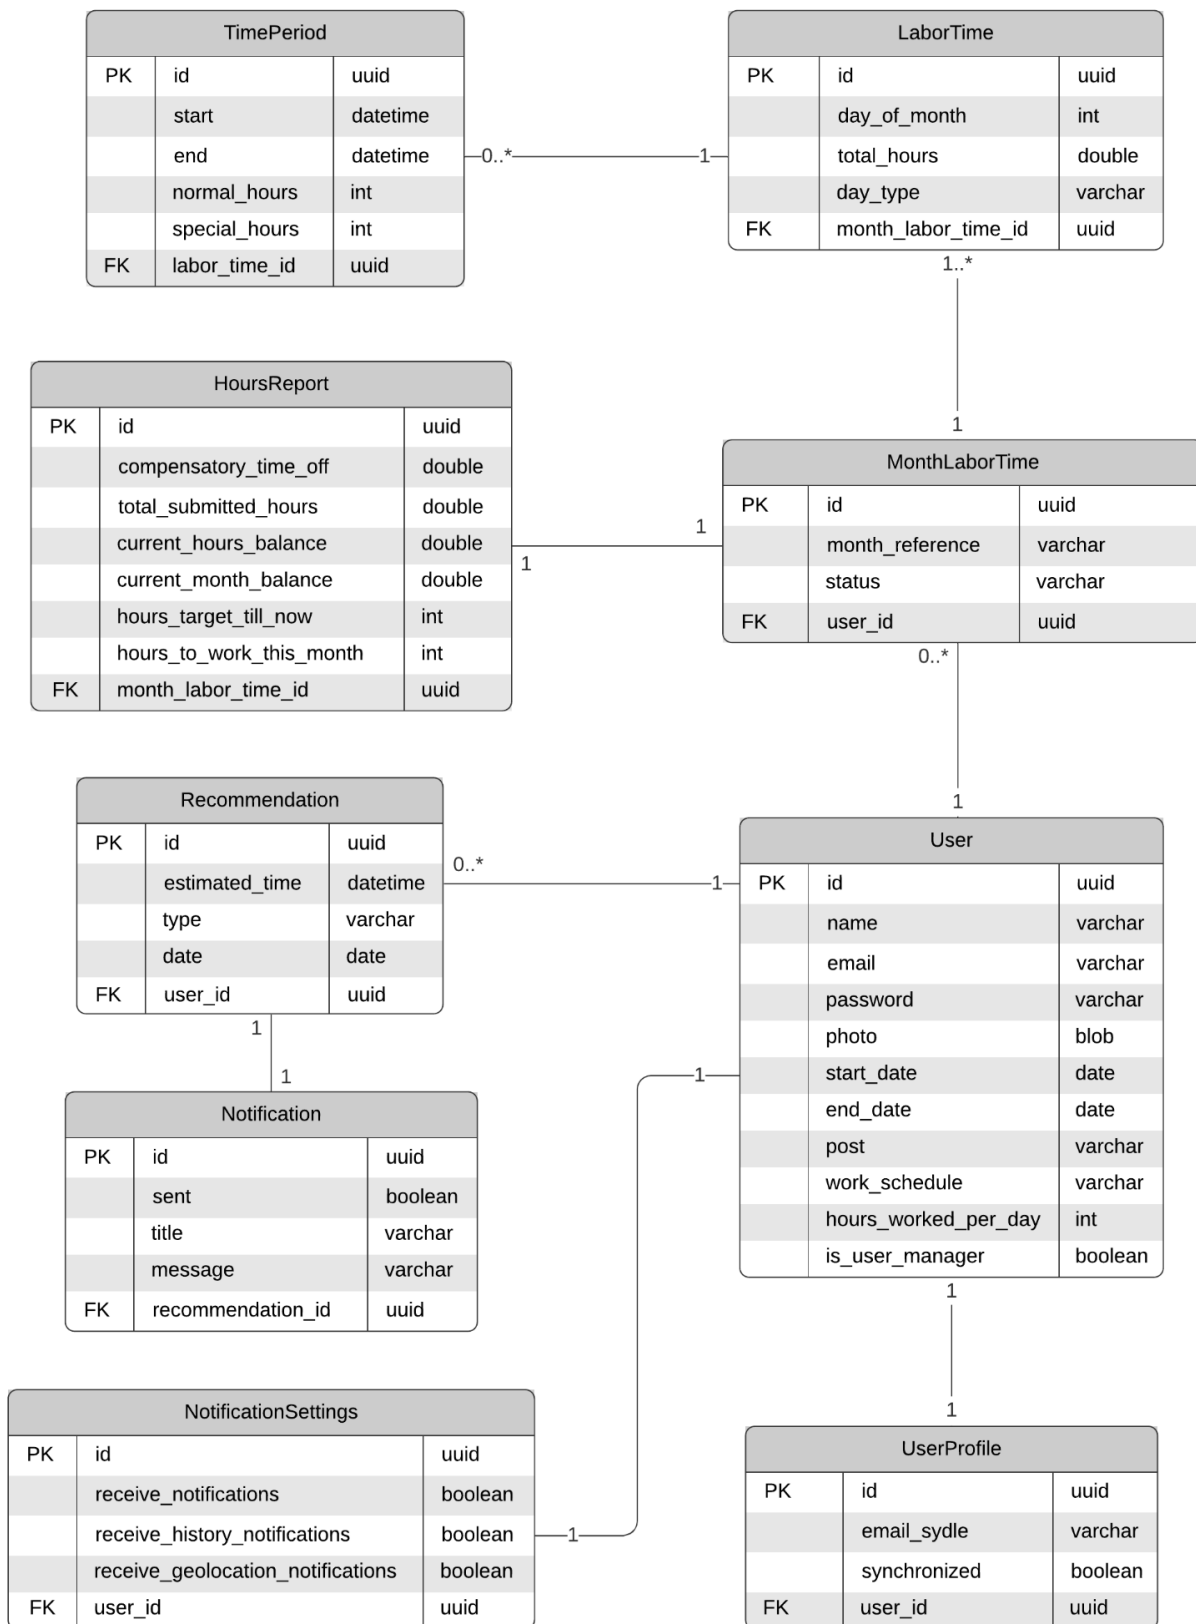 TimePeriod
PK id uuid
start datetime
end datetime
normal_hours int
special_hours int
FK labor_time_id uuid
0..* 1
LaborTime
PK id uuid
day_of_month int
total_hours double
day_type varchar
FK month_labor_time_id uuid
1..*
1
HoursReport
PK id uuid
compensatory_time_off double
total_submitted_hours double
current_hours_balance double
current_month_balance double
hours_target_till_now int
hours_to_work_this_month int
FK month_labor_time_id uuid
1
1
MonthLaborTime
PK id uuid
month_reference varchar
status varchar
FK user_id uuid
0..*
1
Recommendation
PK id uuid
estimated_time datetime
type varchar
date date
FK user_id uuid
0..*
1
1
1
User
PK id uuid
name varchar
email varchar
password varchar
photo blob
start_date date
end_date date
post varchar
work_schedule varchar
hours_worked_per_day int
is_user_manager boolean
1
1
1
Notification
PK id uuid
sent boolean
title varchar
message varchar
FK recommendation_id uuid
NotificationSettings
PK id uuid
receive_notifications boolean
receive_history_notifications boolean
receive_geolocation_notifications boolean
FK user_id uuid
1
UserProfile
PK id uuid
email_sydle varchar
synchronized boolean
FK user_id uuid